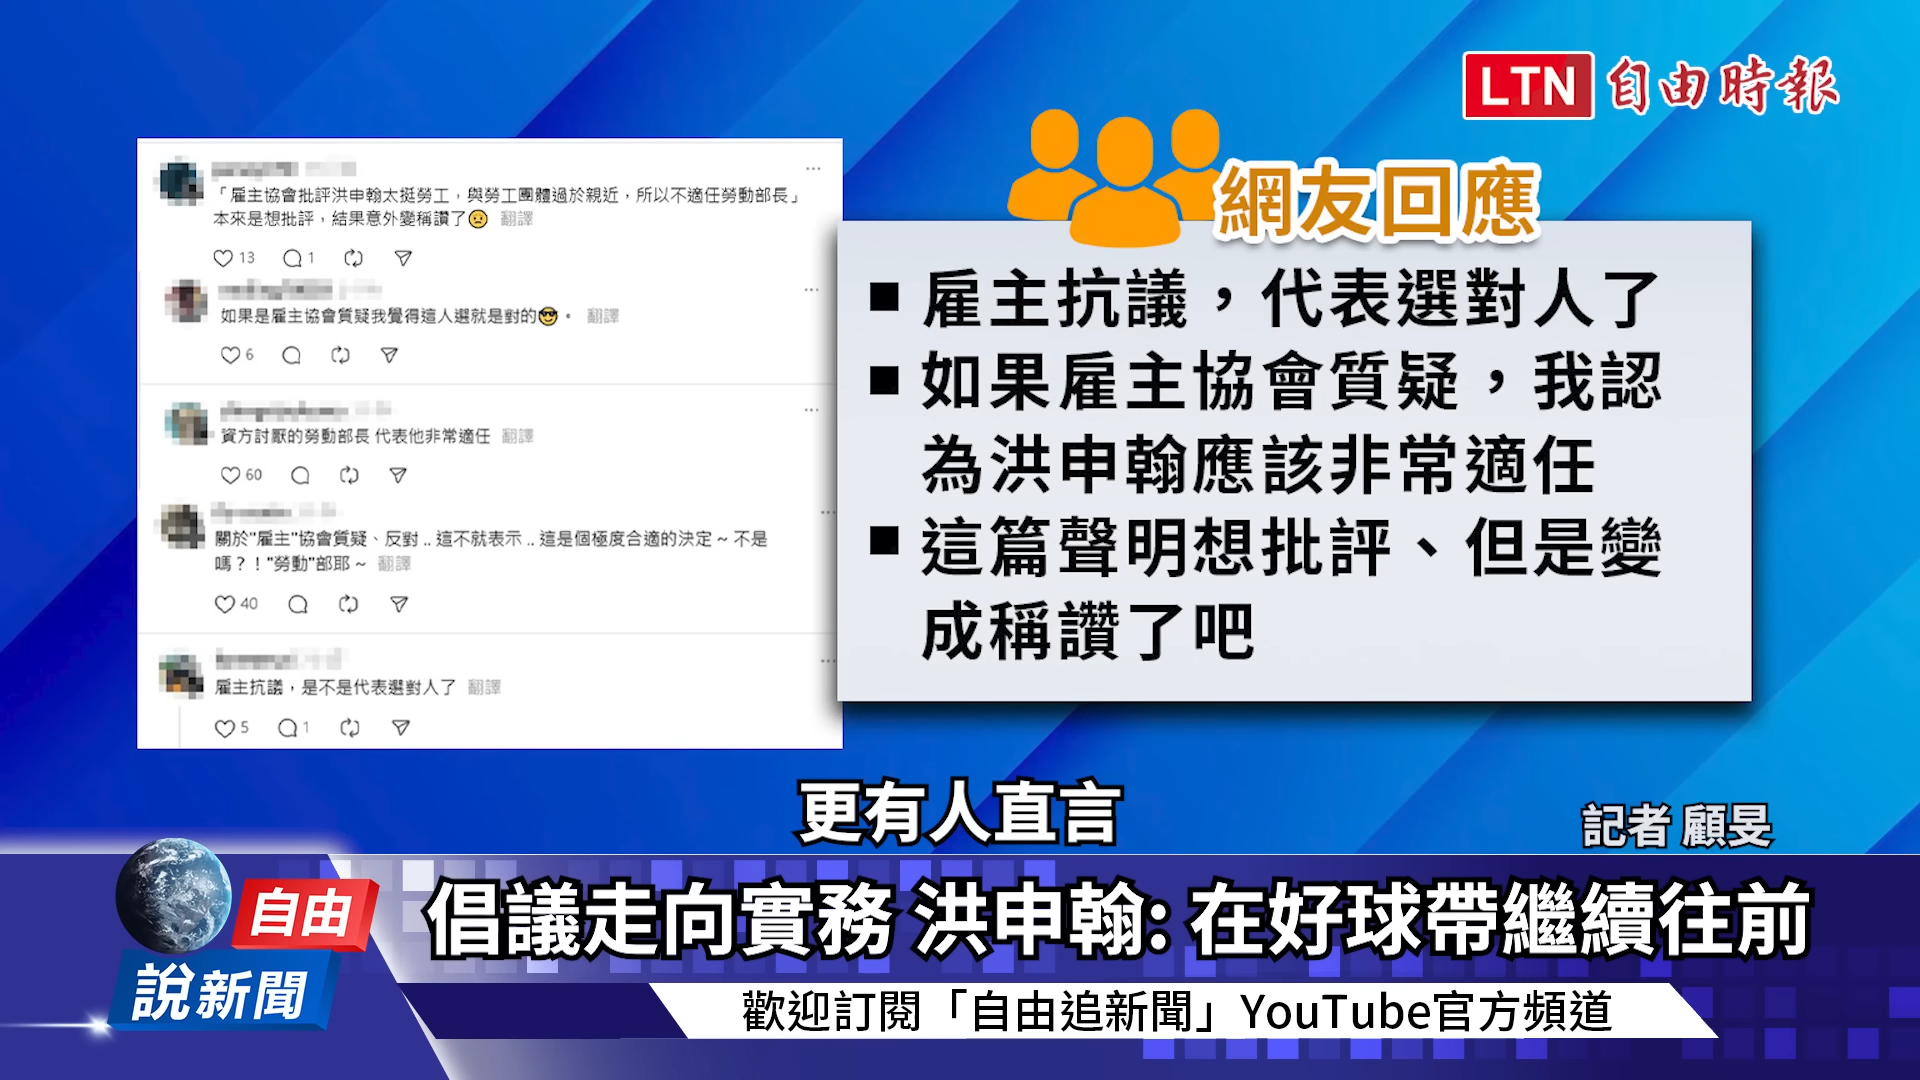 LTN 自由時報
「雇主協會批評洪申翰太挺勞工，與勞工團體過於親近，所以不適任勞動部長」
本來是想批評，結果意外變稱讚了😟 翻譯
13 1
如果是雇主協會質疑我覺得這人選就是對的😎。 翻譯
6
資方討厭的勞動部長 代表他非常適任 翻譯
60
關於"雇主"協會質疑、反對 .. 這不就表示 .. 這是個極度合適的決定 ~ 不是
嗎？！"勞動"部耶 ~ 翻譯
40
雇主抗議，是不是代表選對人了 翻譯
5 1
網友回應
■ 雇主抗議，代表選對人了
■ 如果雇主協會質疑，我認
為洪申翰應該非常適任
■ 這篇聲明想批評、但是變
成稱讚了吧
更有人直言
記者 顧旻
自由
說新聞
倡議走向實務 洪申翰: 在好球帶繼續往前
歡迎訂閱「自由追新聞」YouTube官方頻道